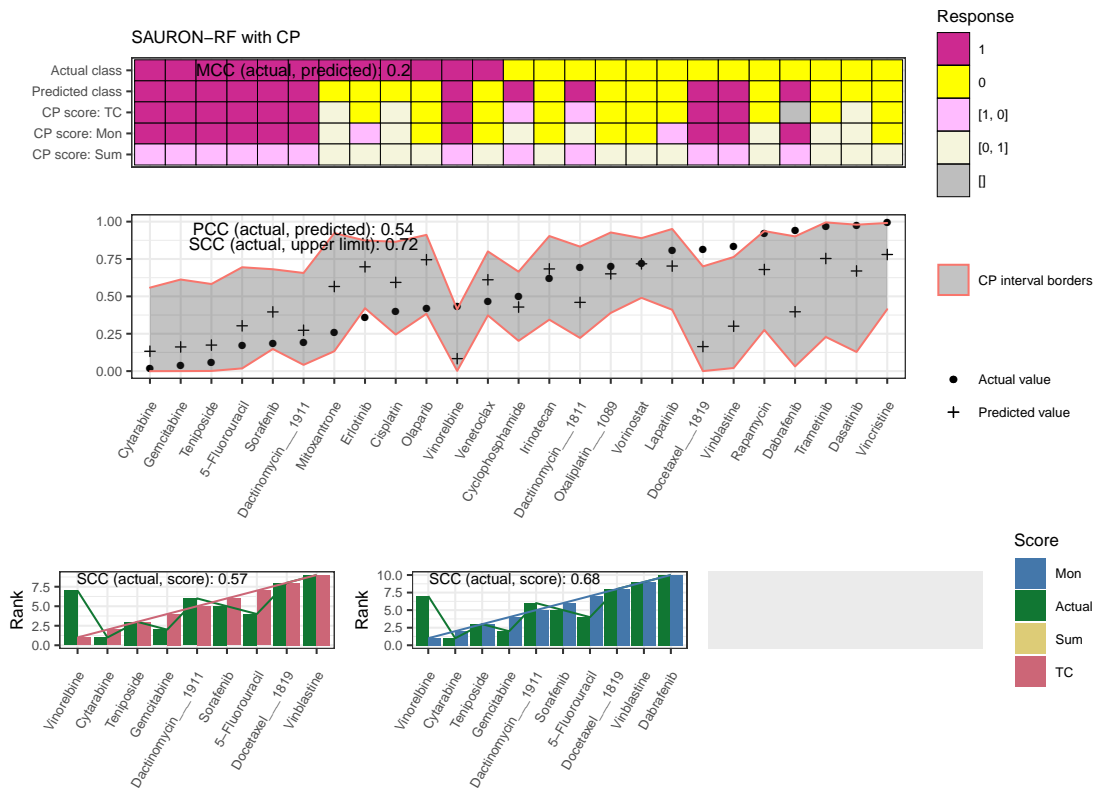 SAURON−RF with CP
Actual class
MCC (actual, predicted): 0.2
Predicted class
CP score: TC
CP score: Mon
CP score: Sum
Response
1
0
[1, 0]
[0, 1]
[]
1.00
0.75
0.50
0.25
0.00
PCC (actual, predicted): 0.54
SCC (actual, upper limit): 0.72
CP interval borders
Actual value
Predicted value
Cytarabine
Gemcitabine
Teniposide
5−Fluorouracil
Sorafenib
Dactinomycin___1911
Mitoxantrone
Erlotinib
Cisplatin
Olaparib
Vinorelbine
Venetoclax
Cyclophosphamide
Irinotecan
Dactinomycin___1811
Oxaliplatin___1089
Vorinostat
Lapatinib
Docetaxel___1819
Vinblastine
Rapamycin
Dabrafenib
Trametinib
Dasatinib
Vincristine
SCC (actual, score): 0.57
Rank
7.5
5.0
2.5
0.0
Vinorelbine
Cytarabine
Teniposide
Gemcitabine
Dactinomycin___1911
Sorafenib
5−Fluorouracil
Docetaxel___1819
Vinblastine
SCC (actual, score): 0.68
Rank
10.0
7.5
5.0
2.5
0.0
Vinorelbine
Cytarabine
Teniposide
Gemcitabine
Dactinomycin___1911
Sorafenib
5−Fluorouracil
Docetaxel___1819
Vinblastine
Dabrafenib
Score
Mon
Actual
Sum
TC